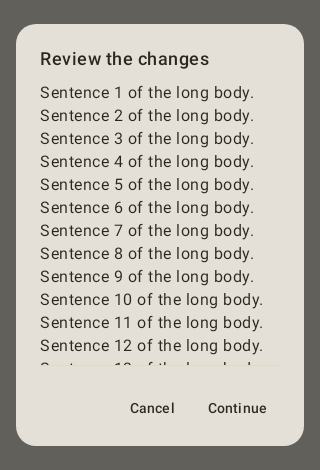 Review the changes
Sentence 1 of the long body.
Sentence 2 of the long body.
Sentence 3 of the long body.
Sentence 4 of the long body.
Sentence 5 of the long body.
Sentence 6 of the long body.
Sentence 7 of the long body.
Sentence 8 of the long body.
Sentence 9 of the long body.
Sentence 10 of the long body.
Sentence 11 of the long body.
Sentence 12 of the long body.
Cancel Continue